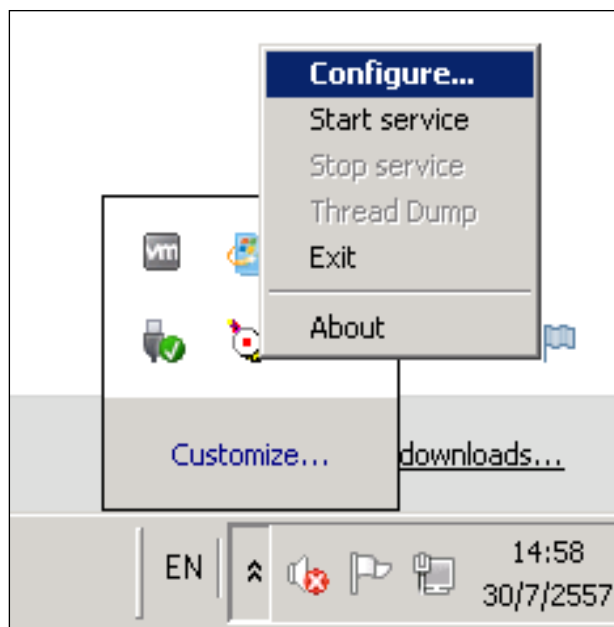 Configure...
Start service
Stop service
Thread Dump
Exit
About
vm
Customize...
downloads...
EN
14:58
30/7/2557